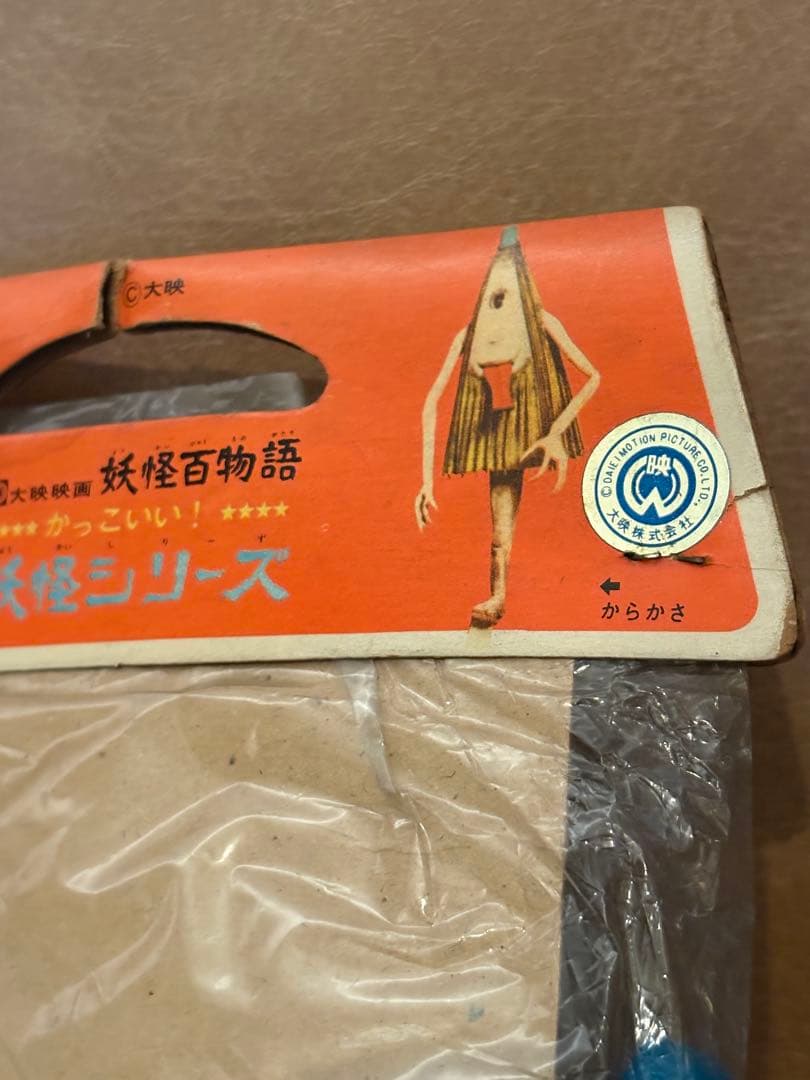 ©大映
大映映画 妖怪百物語
かっこいい! ★★★★
妖怪シリーズ
©DAIEI MOTION PICTURE CO., LTD.,
映
大映株式会社
←
からかさ